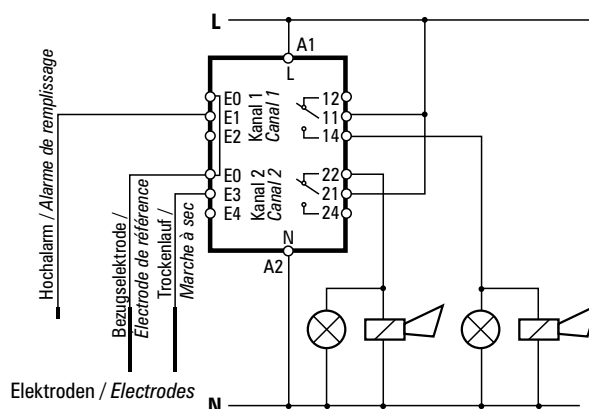 L
A1
L
E0
E1
E2
Kanal 1
Canal 1
12
11
14
E0
E3
E4
Kanal 2
Canal 2
22
21
24
N
A2
Hochalarm / Alarme de remplissage
Bezugselektrode /
Électrode de référence
Trockenlauf /
Marche à sec
Elektroden / Electrodes
N